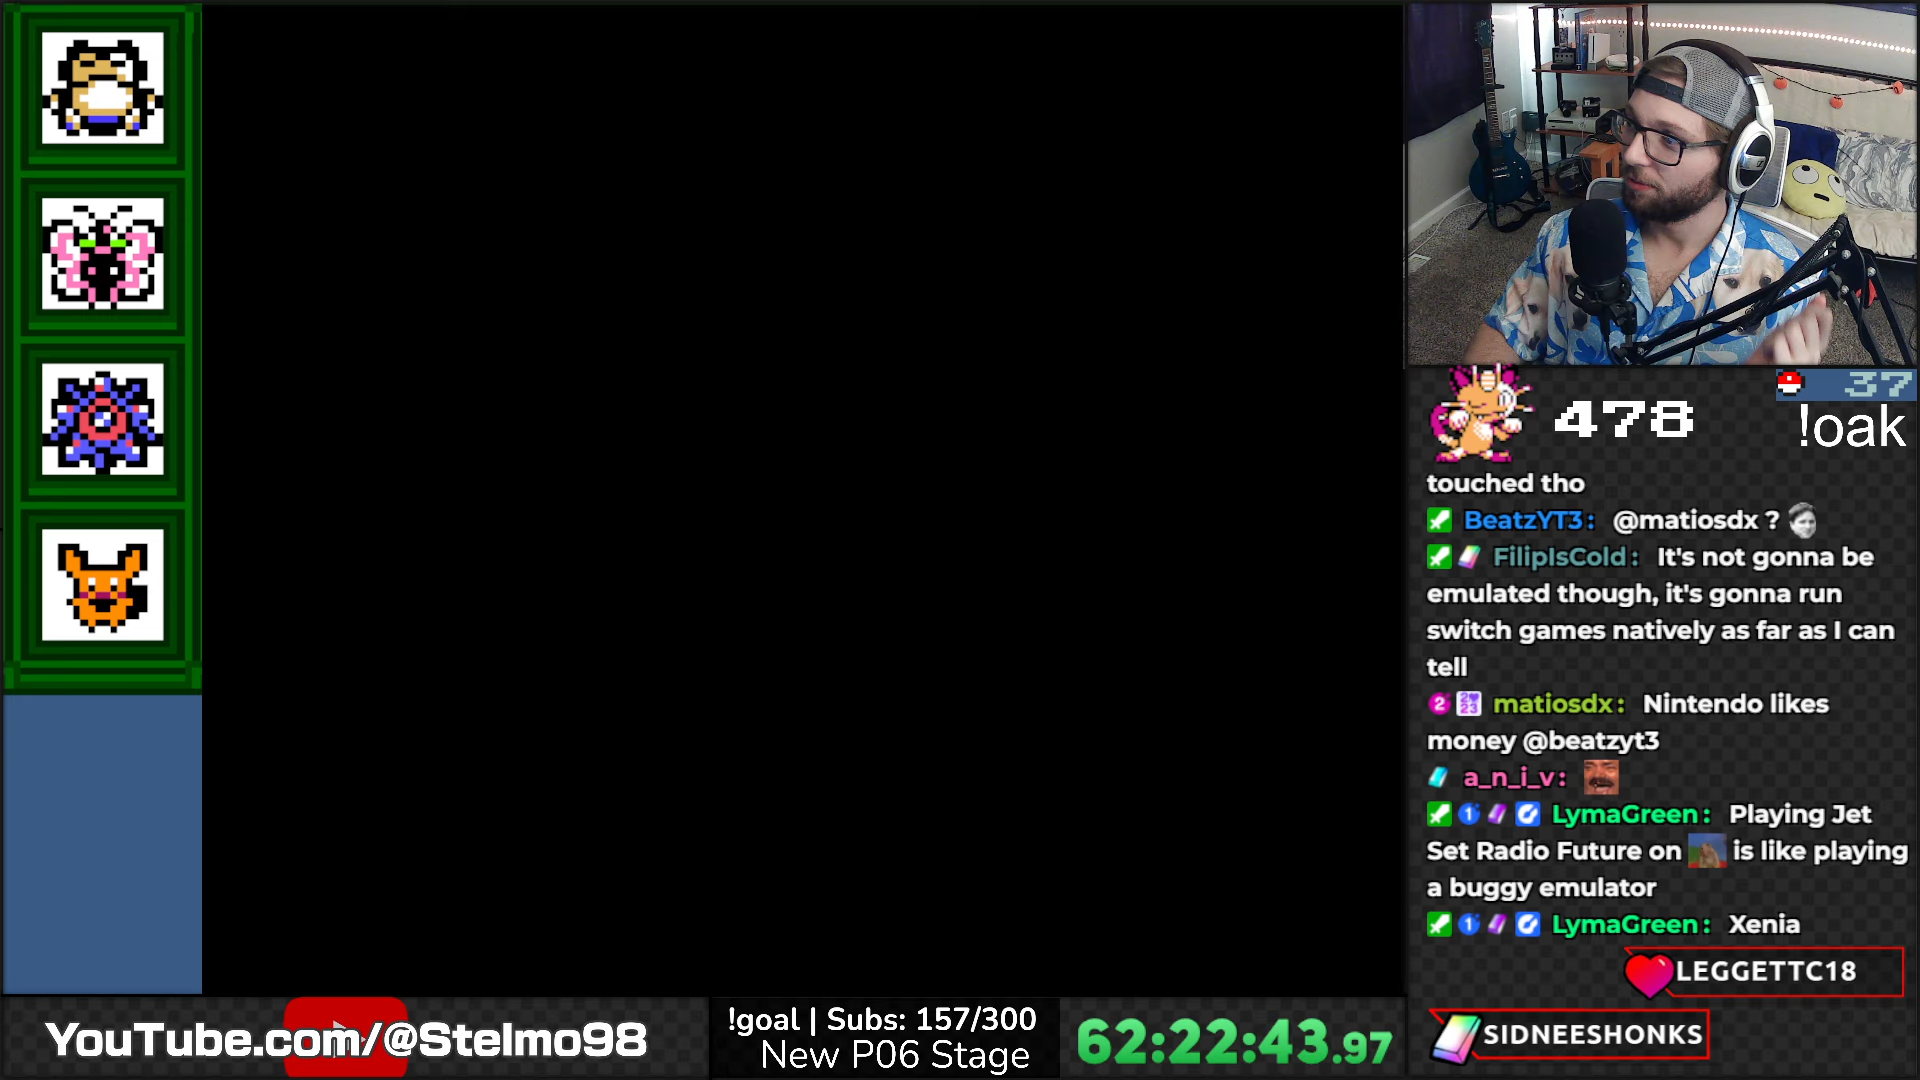 37
478
!oak
touched tho
BeatzYT3: @matiosdx ?
FilipIsCold: It's not gonna be
emulated though, it's gonna run
switch games natively as far as I can
tell
matiosdx: Nintendo likes
money @beatzyt3
a_n_i_v:
LymaGreen: Playing Jet
Set Radio Future on is like playing
a buggy emulator
LymaGreen: Xenia
LEGGETTC18
SIDNEESHONKS
YouTube.com/@Stelmo98
!goal | Subs: 157/300
New P06 Stage
62:22:43.97